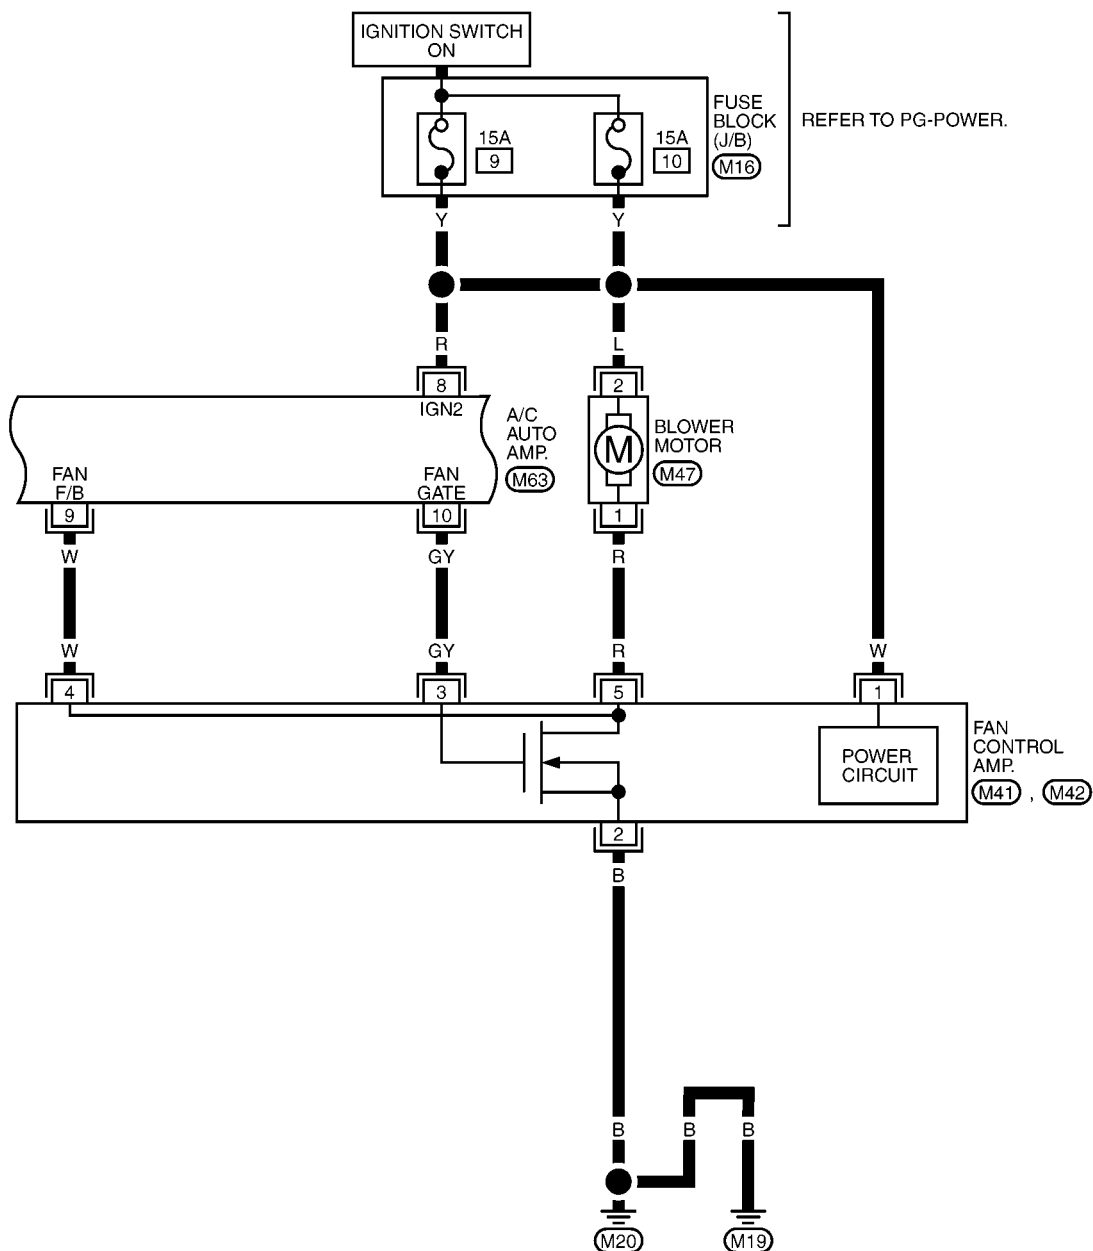 IGNITION SWITCH
ON
FUSE
BLOCK
(J/B)
M16
REFER TO PG-POWER.
15A
9
15A
10
Y
Y
R
L
8
2
IGN2
A/C
AUTO
AMP.
M63
BLOWER
MOTOR
M47
M
FAN
F/B
FAN
GATE
9
10
1
W
GY
R
W
GY
R
W
4
3
5
1
POWER
CIRCUIT
FAN
CONTROL
AMP.
M41 , M42
2
B
B
B
B
M20
M19